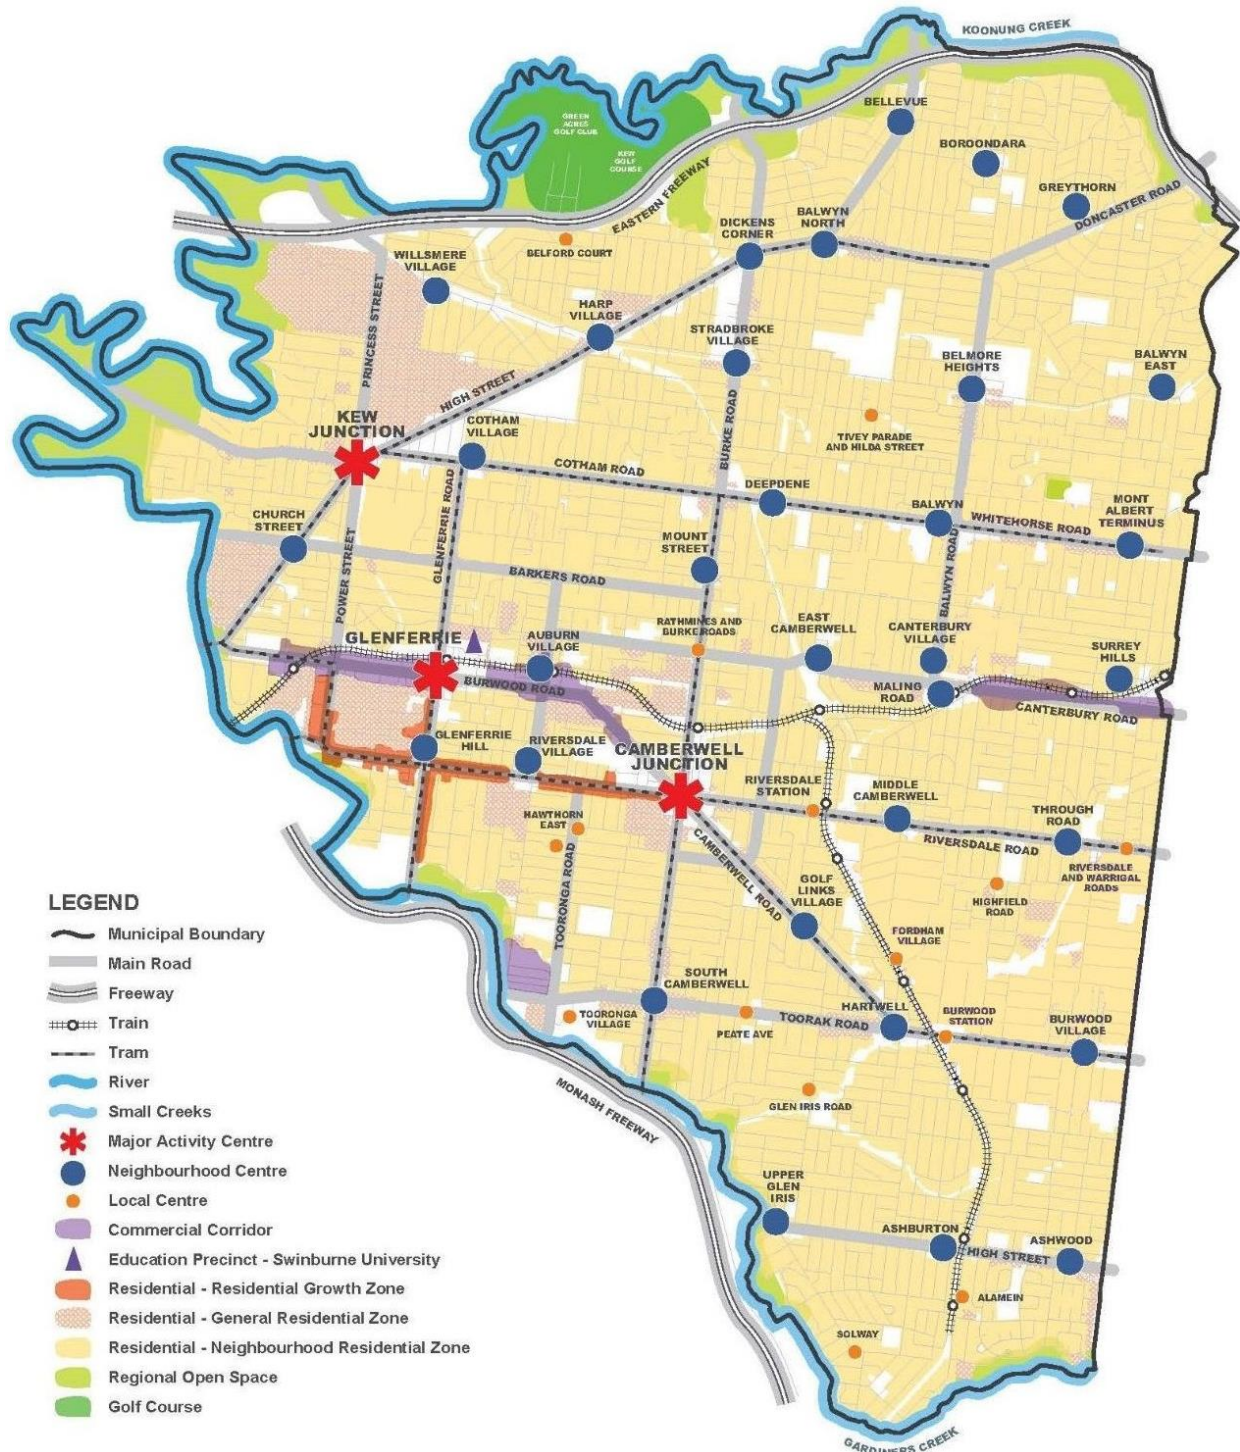 KOONUNG CREEK
BELLEVUE
GREEN
ACRES
GOLF CLUB
KEW
GOLF
COURSE
BOROONDARA
GREYTHORN
DONCASTER ROAD
EASTERN FREEWAY
DICKENS
CORNER
BALWYN
NORTH
BELFORD COURT
WILLSMERE
VILLAGE
PRINCESS STREET
HARP
VILLAGE
STRADBROKE
VILLAGE
BELMORE
HEIGHTS
BALWYN
EAST
HIGH STREET
KEW
JUNCTION
COTHAM
VILLAGE
BURKE ROAD
TIVEY PARADE
AND HILDA STREET
COTHAM ROAD
DEEPDENE
BALWYN
WHITEHORSE ROAD
MONT
ALBERT
TERMINUS
CHURCH
STREET
POWER STREET
GLENFERRIE ROAD
MOUNT
STREET
BARKERS ROAD
BALWYN ROAD
RATHMINES AND
BURKE ROADS
EAST
CAMBERWELL
CANTERBURY
VILLAGE
SURREY
HILLS
GLENFERRIE
AUBURN
VILLAGE
BURWOOD ROAD
MALING
ROAD
CANTERBURY ROAD
GLENFERRIE
HILL
RIVERSDALE
VILLAGE
CAMBERWELL
JUNCTION
RIVERSDALE
STATION
MIDDLE
CAMBERWELL
THROUGH
ROAD
RIVERSDALE ROAD
HAWTHORN
EAST
TOORONGA ROAD
CAMBERWELL ROAD
GOLF
LINKS
VILLAGE
RIVERSDALE
AND WARRIGAL
ROADS
HIGHFIELD
ROAD
FORDHAM
VILLAGE
SOUTH
CAMBERWELL
TOORONGA
VILLAGE
PEATE AVE
TOORAK ROAD
HARTWELL
BURWOOD
STATION
BURWOOD
VILLAGE
MONASH FREEWAY
GLEN IRIS ROAD
UPPER
GLEN
IRIS
ASHBURTON
HIGH STREET
ASHWOOD
ALAMEIN
SOLWAY
GARDINERS CREEK
LEGEND
Municipal Boundary
Main Road
Freeway
Train
Tram
River
Small Creeks
Major Activity Centre
Neighbourhood Centre
Local Centre
Commercial Corridor
Education Precinct - Swinburne University
Residential - Residential Growth Zone
Residential - General Residential Zone
Residential - Neighbourhood Residential Zone
Regional Open Space
Golf Course